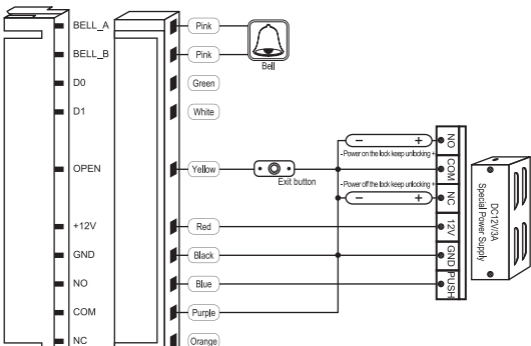 BELL_A
Pink
BELL_B
Pink
Bell
D0
Green
D1
White
NO
- +
-Power on the lock keep unlocking +
OPEN
Yellow
Exit button
COM
-Power off the lock keep unlocking +
- +
NC
DC12V/3A
Special Power Supply
+12V
Red
12V
GND
Black
GND
NO
Blue
PUSH
COM
Purple
NC
Orange